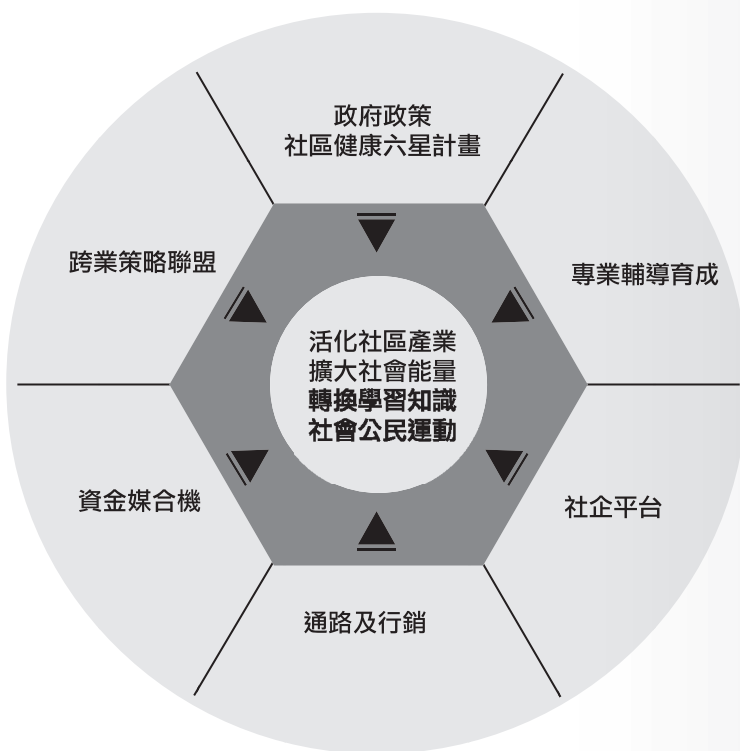 政府政策
社區健康六星計畫
專業輔導育成
社企平台
通路及行銷
資金媒合機
跨業策略聯盟
活化社區產業
擴大社會能量
轉換學習知識
社會公民運動